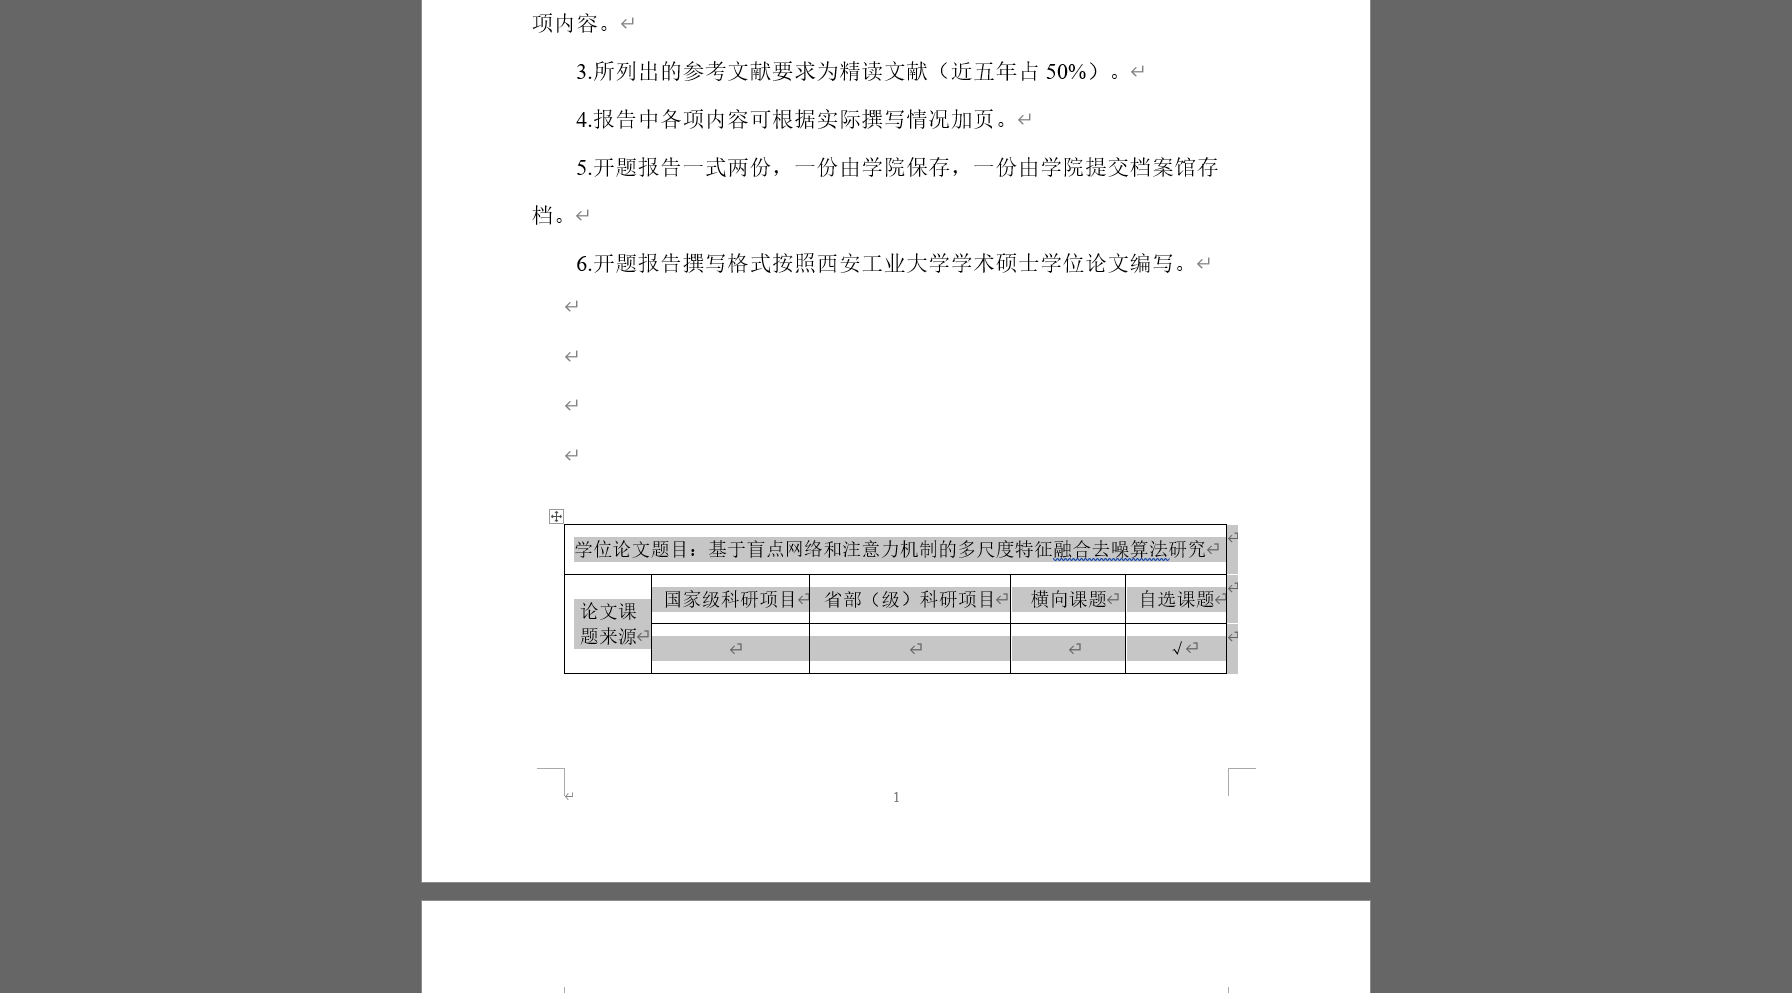 项内容。
3.所列出的参考文献要求为精读文献（近五年占 50%）。
4.报告中各项内容可根据实际撰写情况加页。
5.开题报告一式两份，一份由学院保存，一份由学院提交档案馆存
档。
6.开题报告撰写格式按照西安工业大学学术硕士学位论文编写。
学位论文题目：基于盲点网络和注意力机制的多尺度特征融合去噪算法研究
论文课
题来源
国家级科研项目 省部（级）科研项目 横向课题 自选课题
√
1